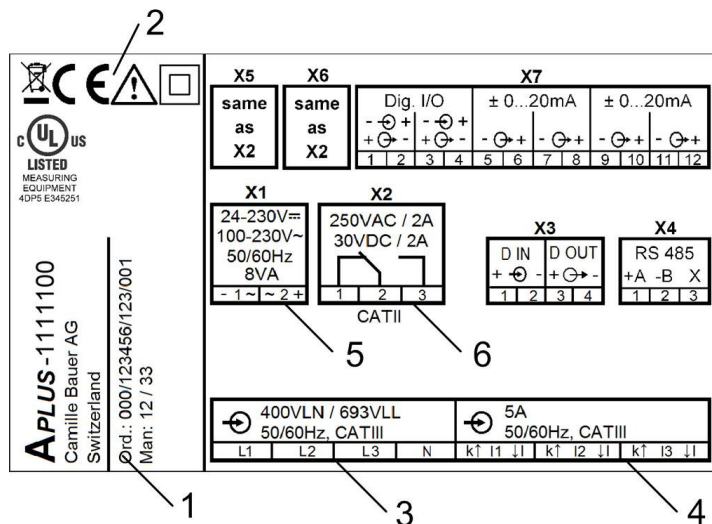 2
CE
c UL US
LISTED
MEASURING
EQUIPMENT
4DP5 E345251
APLUS -1111100
Camille Bauer AG
Switzerland
Ord.: 000/123456/123/001
Man: 12 / 33
X5
same
as
X2
X6
same
as
X2
X7
Dig. I/O
± 0...20mA
± 0...20mA
- + - +
+ - + - - + - + - + - +
1 2 3 4 5 6 7 8 9 10 11 12
X1
24-230V⎓
100-230V~
50/60Hz
8VA
- 1 ~ ~ 2 +
X2
250VAC / 2A
30VDC / 2A
1 2 3
CATII
X3
D IN D OUT
+ - + -
1 2 3 4
X4
RS 485
+A -B X
1 2 3
5
6
400VLN / 693VLL
50/60Hz, CATIII
L1 L2 L3 N
5A
50/60Hz, CATIII
k↑ I1 ↓l k↑ I2 ↓l k↑ I3 ↓l
1
3
4